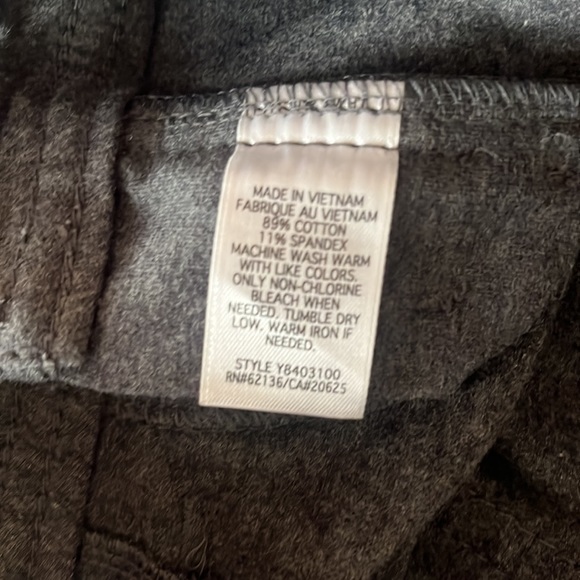 MADE IN VIETNAM
FABRIQUE AU VIETNAM
89% COTTON
11% SPANDEX
MACHINE WASH WARM
WITH LIKE COLORS.
ONLY NON-CHLORINE
BLEACH WHEN
NEEDED. TUMBLE DRY
LOW. WARM IRON IF
NEEDED.
STYLE Y8403100
RN#62136/CA#20625